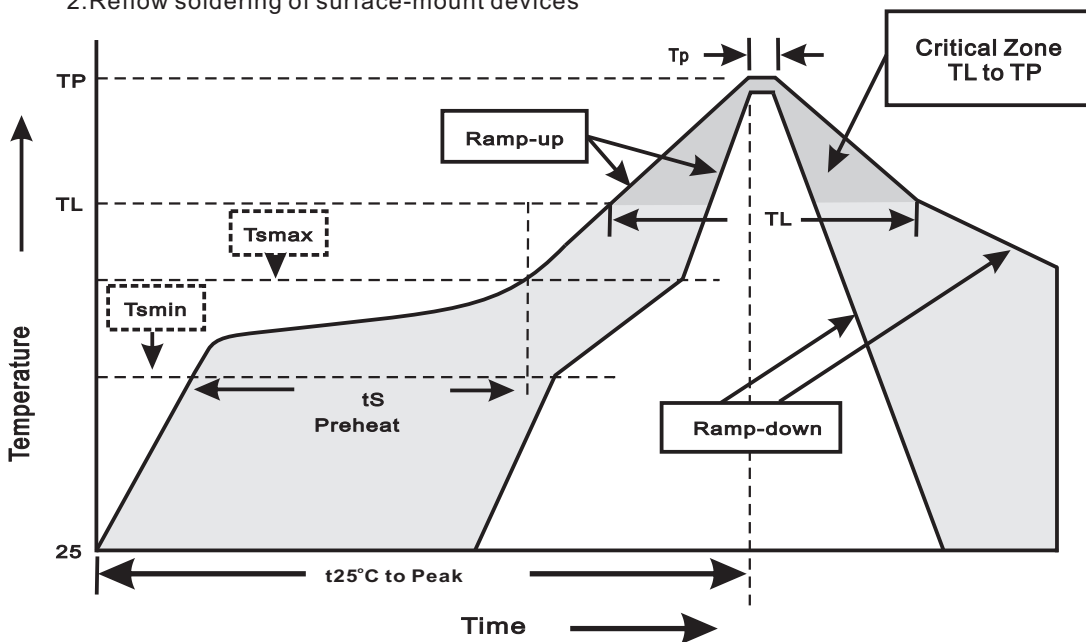 2.Reflow soldering of surface-mount devices
Tp
Critical Zone
TL to TP
TP
Ramp-up
TL
TL
Tsmax
Tsmin
tS
Preheat
Ramp-down
Temperature
25
t25°C to Peak
Time